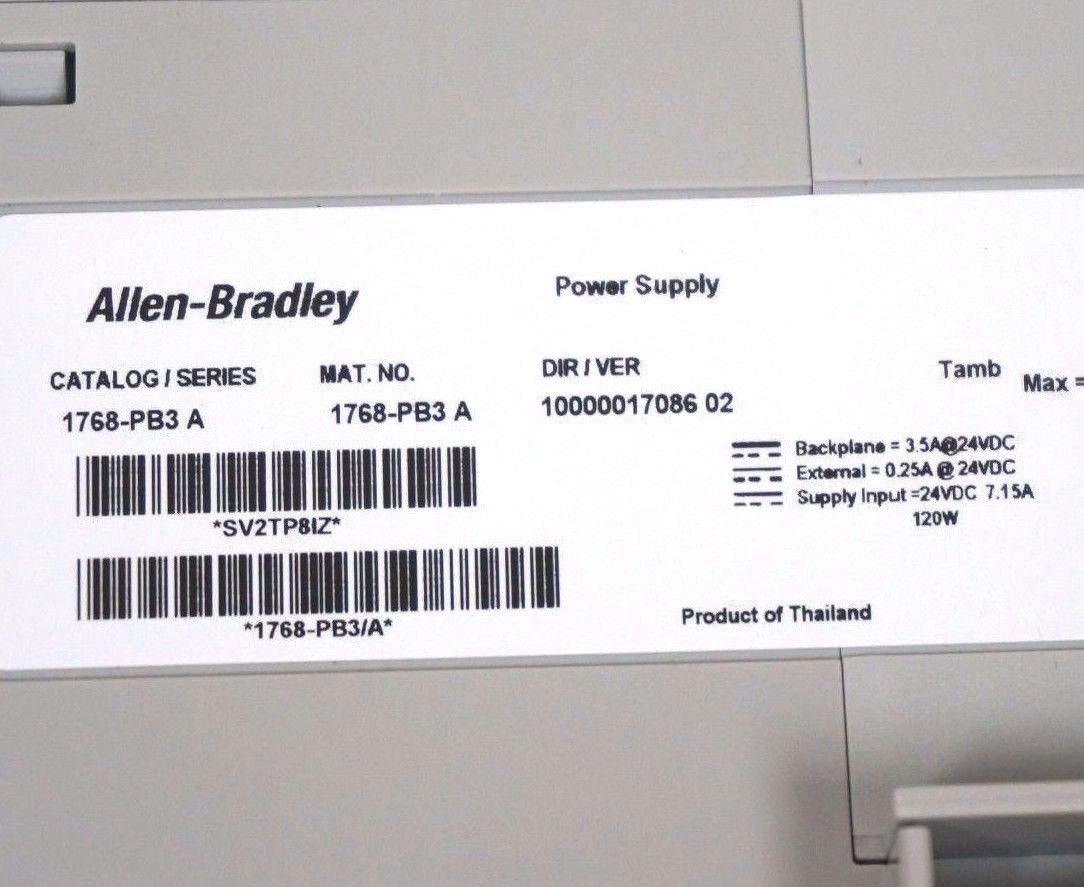 Allen-Bradley
Power Supply
CATALOG / SERIES MAT. NO. DIR / VER Tamb Max =
1768-PB3 A 1768-PB3 A 10000017086 02
Backplane = 3.5A@24VDC
External = 0.25A @ 24VDC
Supply Input =24VDC 7.15A
120W
*SV2TP8IZ*
*1768-PB3/A*
Product of Thailand